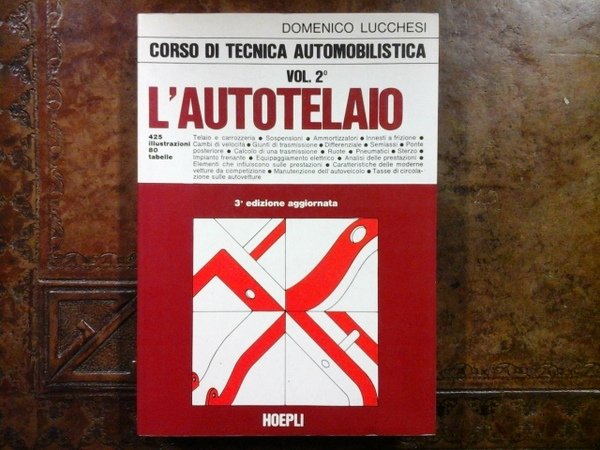 DOMENICO LUCCHESI
CORSO DI TECNICA AUTOMOBILISTICA
VOL. 2º
L'AUTOTELAIO
425
illustrazioni
80
tabelle
Telaio e carrozzeria ● Sospensioni ● Ammortizzatori ● Innesti a frizione ●
Cambi di velocità ● Giunti di trasmissione ● Differenziale ● Semiassi ● Ponte
posteriore ● Calcolo di una trasmissione ● Ruote ● Pneumatici ● Sterzo ●
Impianto frenante ● Equipaggiamento elettrico ● Analisi delle prestazioni ●
Elementi che influiscono sulle prestazioni ● Caratteristiche delle moderne
vetture da competizione ● Manutenzione dell'autoveicolo ● Tasse di circola-
zione sulle autovetture
3ª edizione aggiornata
HOEPLI